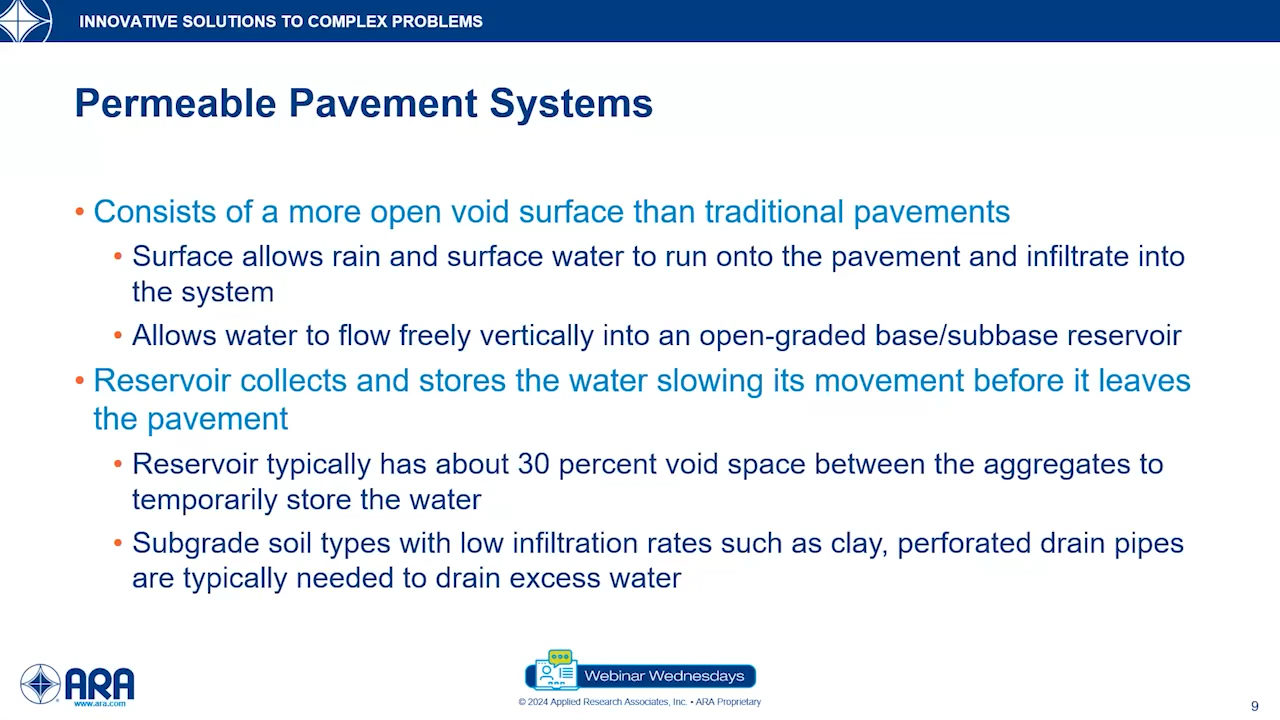 INNOVATIVE SOLUTIONS TO COMPLEX PROBLEMS
Permeable Pavement Systems
• Consists of a more open void surface than traditional pavements
• Surface allows rain and surface water to run onto the pavement and infiltrate into
the system
• Allows water to flow freely vertically into an open-graded base/subbase reservoir
• Reservoir collects and stores the water slowing its movement before it leaves
the pavement
• Reservoir typically has about 30 percent void space between the aggregates to
temporarily store the water
• Subgrade soil types with low infiltration rates such as clay, perforated drain pipes
are typically needed to drain excess water
ARA
www.ara.com
ARA
Webinar Wednesdays
© 2024 Applied Research Associates, Inc. • ARA Proprietary
9